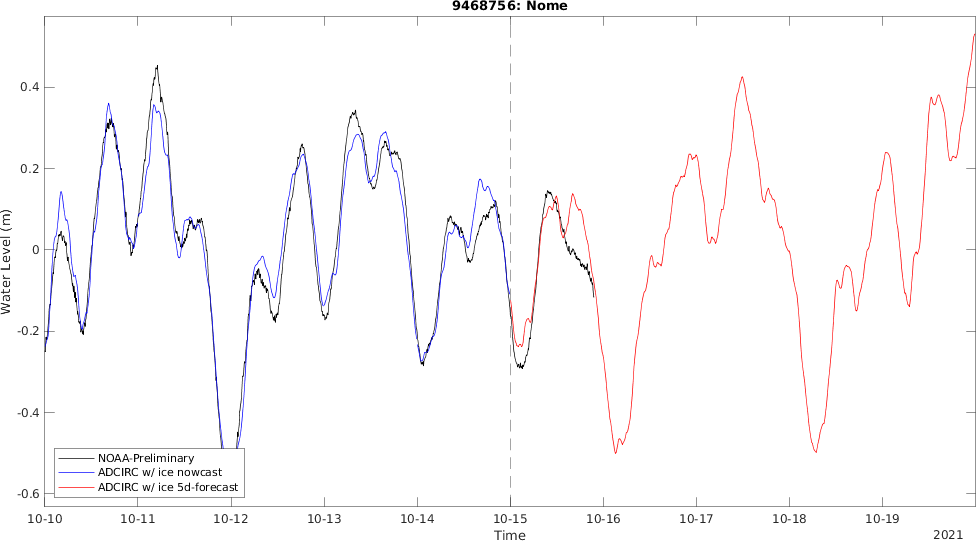 9468756: Nome
Water Level (m)
0.4
0.2
0
-0.2
-0.4
-0.6
NOAA-Preliminary
ADCIRC w/ ice nowcast
ADCIRC w/ ice 5d-forecast
10-10 10-11 10-12 10-13 10-14 10-15 10-16 10-17 10-18 10-19
Time
2021